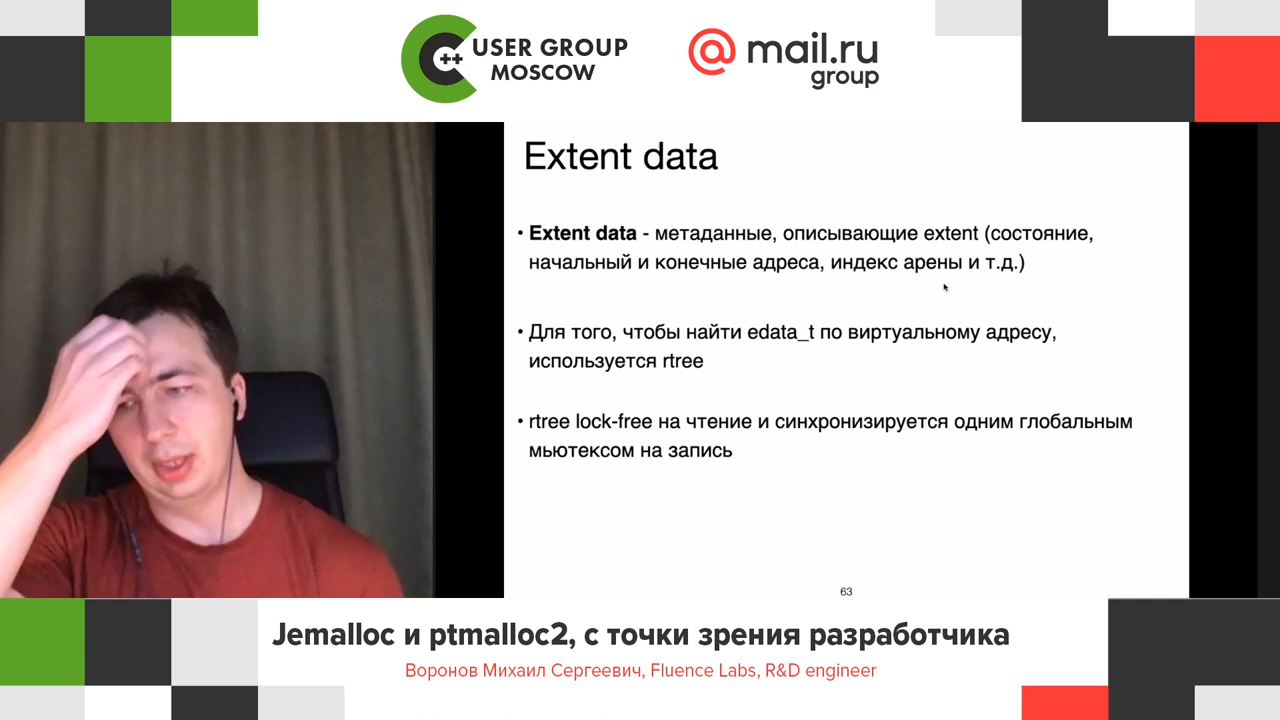 C++ USER GROUP
MOSCOW
@mail.ru
group
Extent data
• Extent data - метаданные, описывающие extent (состояние,
начальный и конечные адреса, индекс арены и т.д.)
• Для того, чтобы найти edata_t по виртуальному адресу,
используется rtree
• rtree lock-free на чтение и синхронизируется одним глобальным
мьютексом на запись
63
Jemalloc и ptmalloc2, с точки зрения разработчика
Воронов Михаил Сергеевич, Fluence Labs, R&D engineer